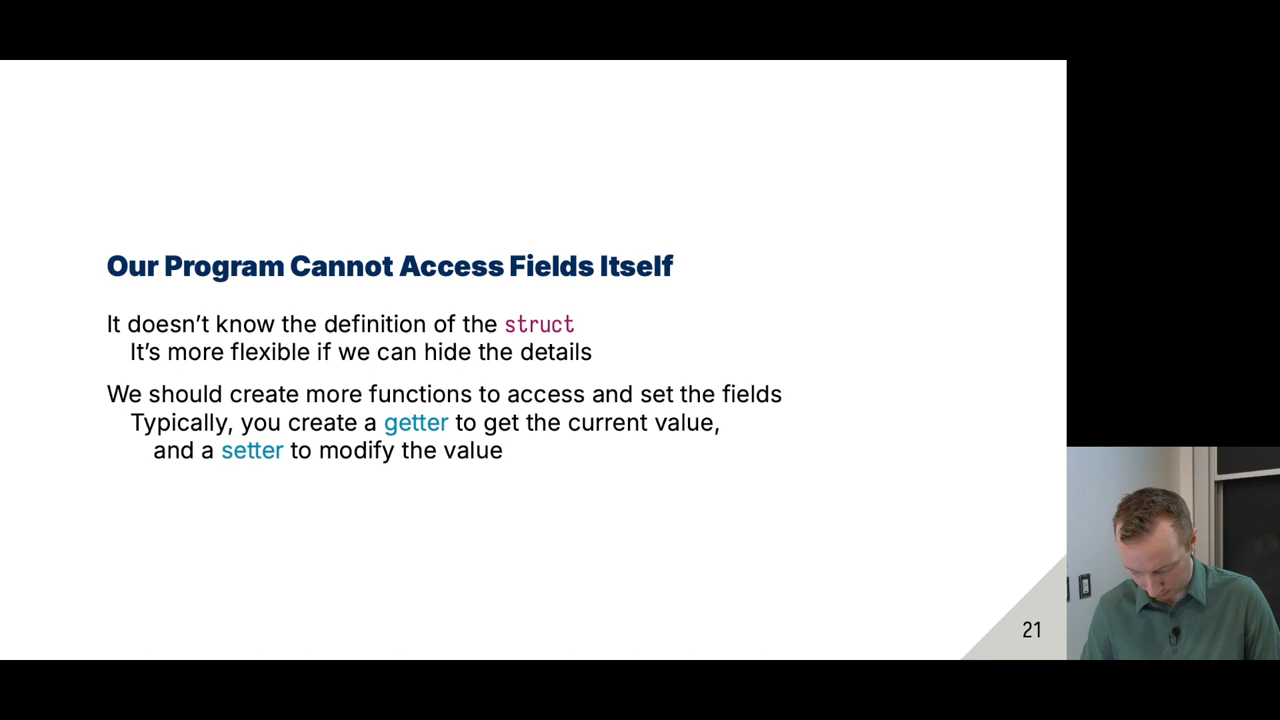 Our Program Cannot Access Fields Itself
It doesn’t know the definition of the struct
It’s more flexible if we can hide the details
We should create more functions to access and set the fields
Typically, you create a getter to get the current value,
and a setter to modify the value
21